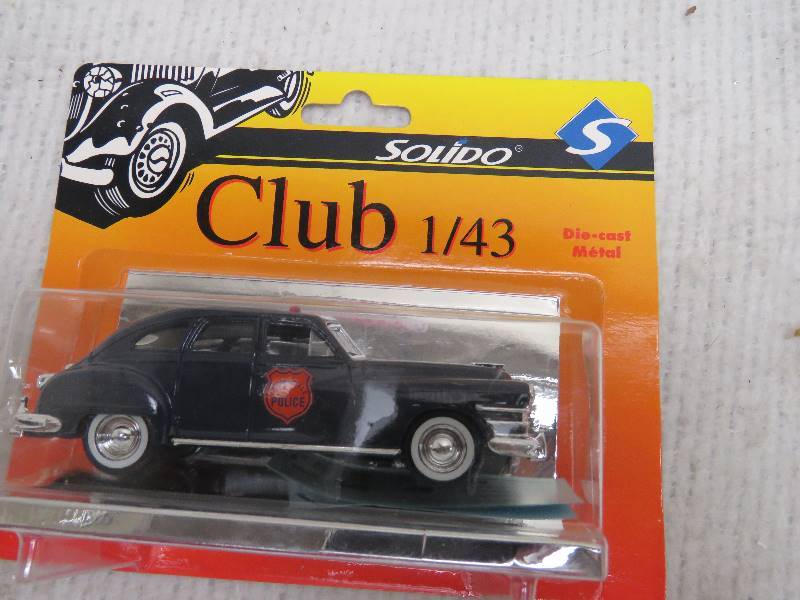 SOLIDO®
S
Club 1/43
Die-cast
Métal
POLICE